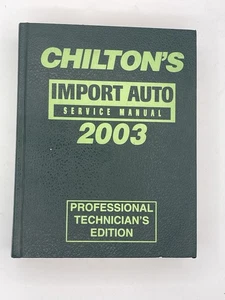 CHILTON'S
IMPORT AUTO
SERVICE MANUAL
2003
PROFESSIONAL
TECHNICIAN'S
EDITION